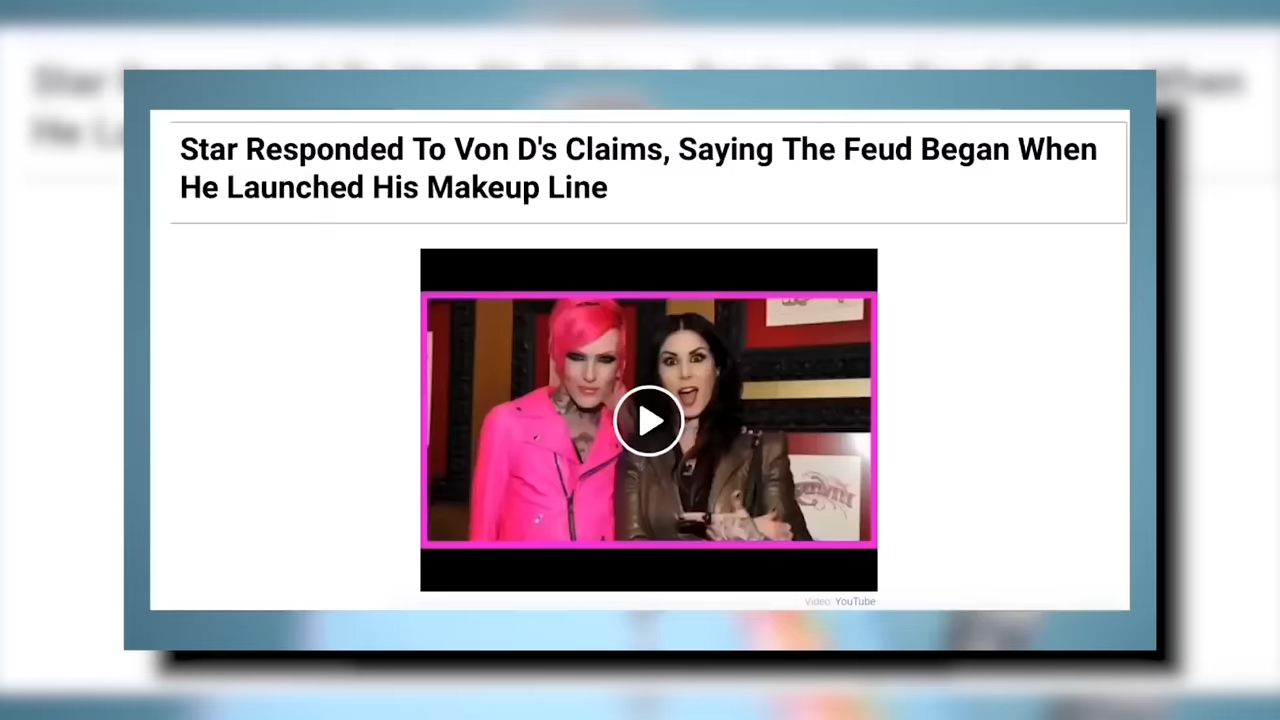 Star Responded To Von D's Claims, Saying The Feud Began When
He Launched His Makeup Line
Video: YouTube